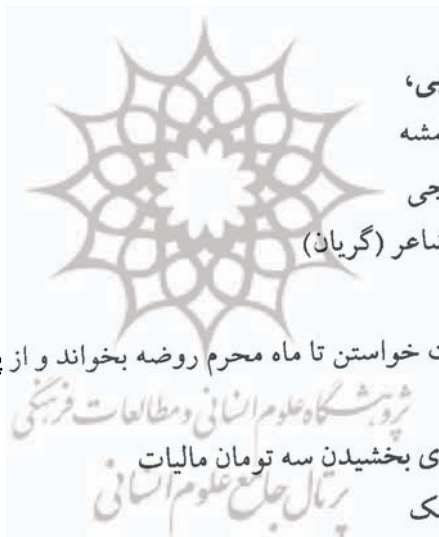 یی،
مشه
جی
شاعر (گریان)
ت خواستن تا ماه محرم روضه بخواند و از
پژوهشگاه علوم انسانی و مطالعات فرهنگی
ی بخشیدن سه تومان مالیات
پرتال جامع علوم انسانی
ک